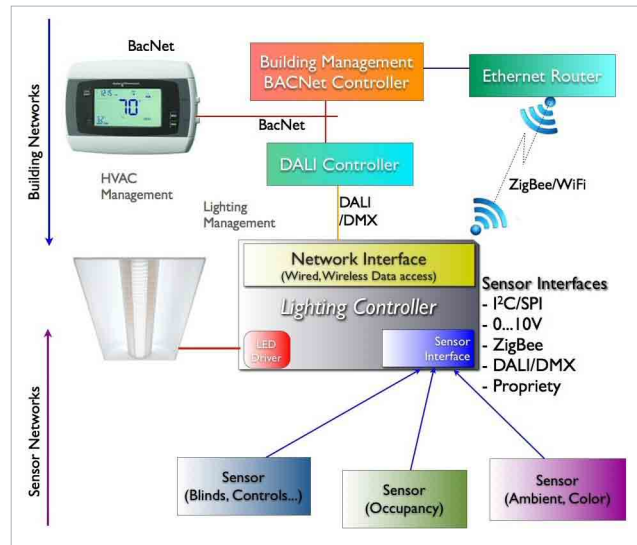 BacNet
Building Management
BACNet Controller
Ethernet Router
70°
BacNet
DALI Controller
ZigBee/WiFi
HVAC
Management
Lighting
Management
DALI
/DMX
Building Networks
Network Interface
(Wired, Wireless Data access)
Lighting Controller
LED
Driver
Sensor
Interface
Sensor Interfaces
- I²C/SPI
- 0...10V
- ZigBee
- DALI/DMX
- Propriety
Sensor Networks
Sensor
(Blinds, Controls...)
Sensor
(Occupancy)
Sensor
(Ambient, Color)